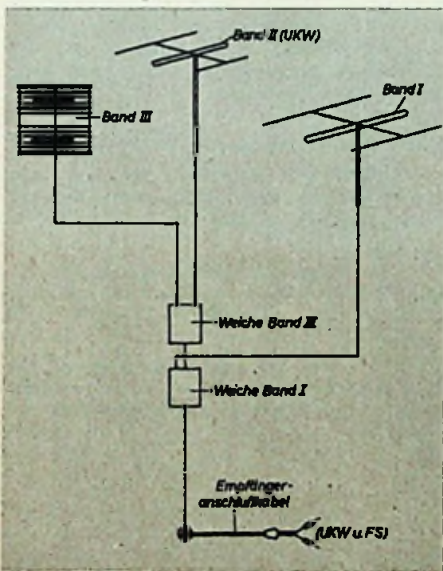 Band II (UKW)
Band I
Band III
Weiche Band III
Weiche Band I
Empfänger-
anschlußkabel
(UKW u. FS)